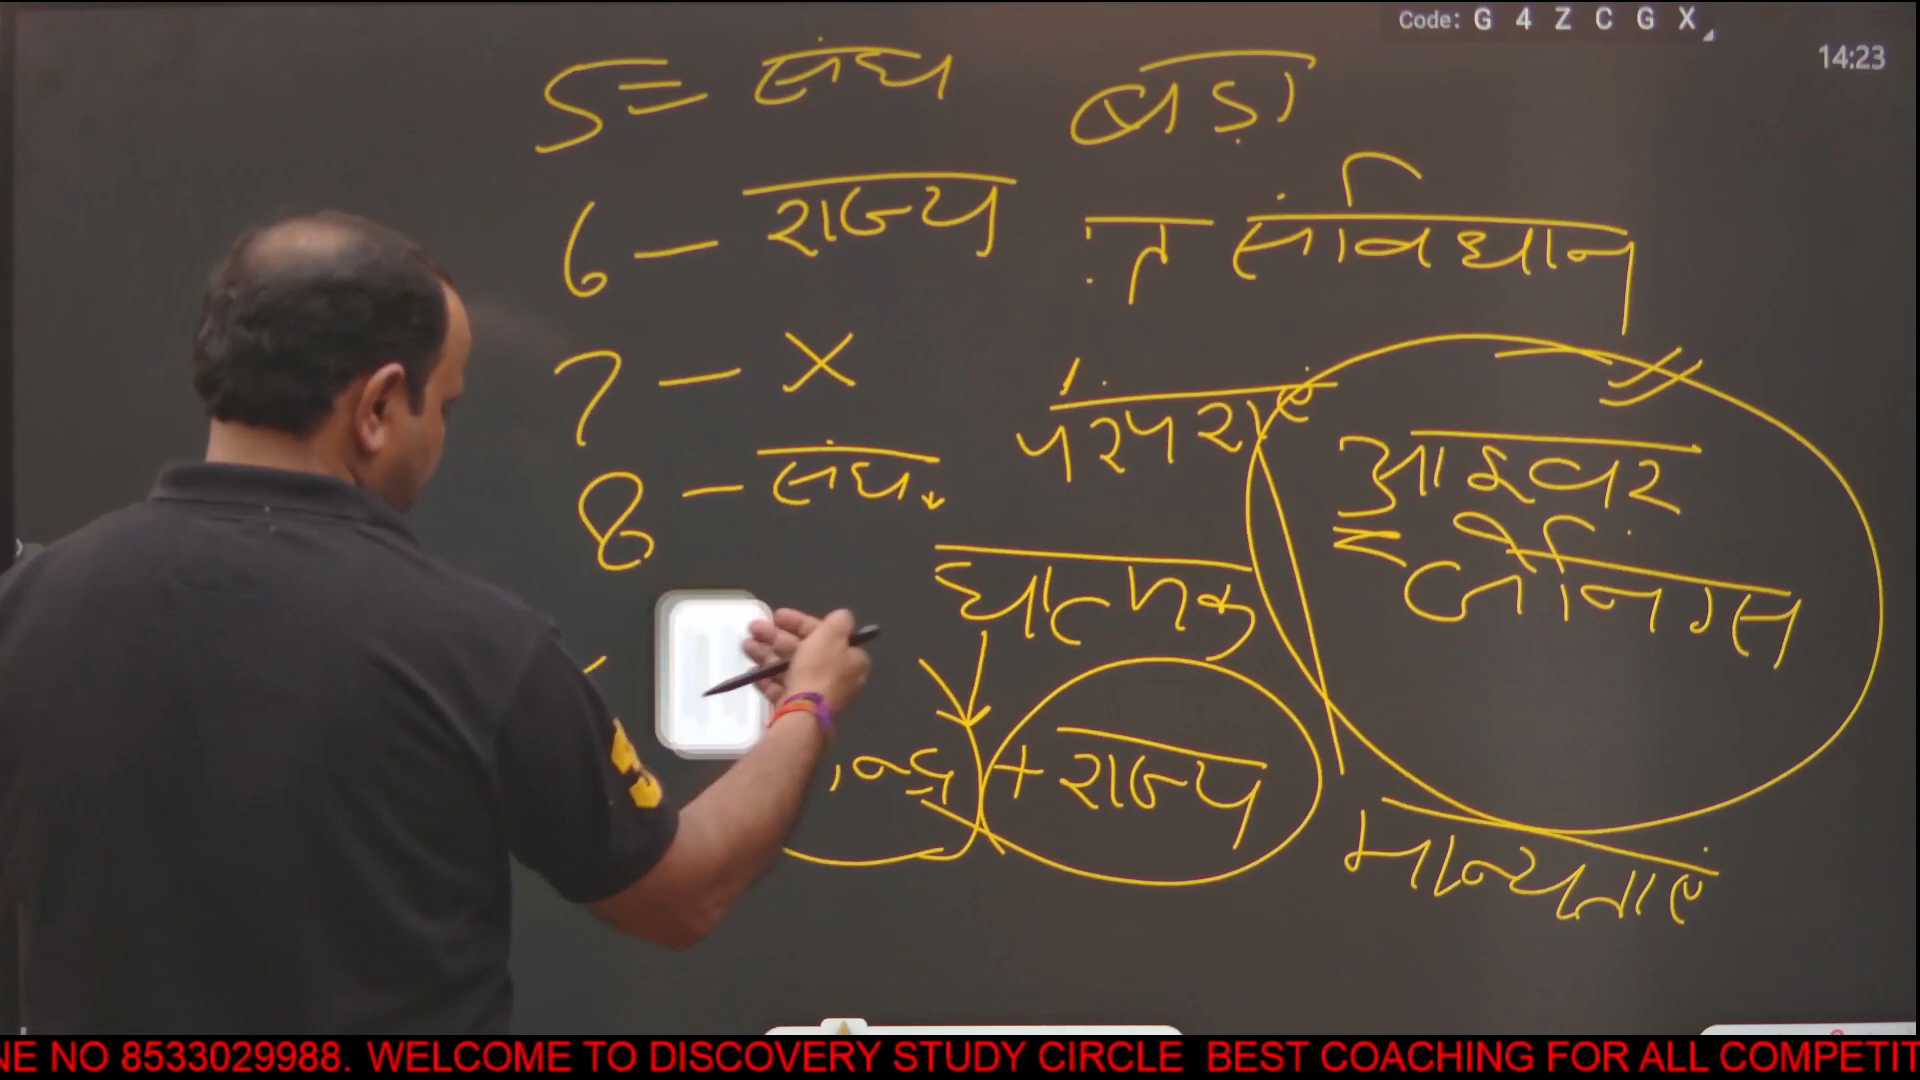 Code: G 4 Z C G X
14:23
5= संघ बड़ा
6 — राज्य संविधान
7 — X परंपराएं
8 — संघ. आइवर
जेनिंग्स
घात्मक
+ राज्य
मान्यताएं
NE NO 8533029988. WELCOME TO DISCOVERY STUDY CIRCLE BEST COACHING FOR ALL COMPETIT